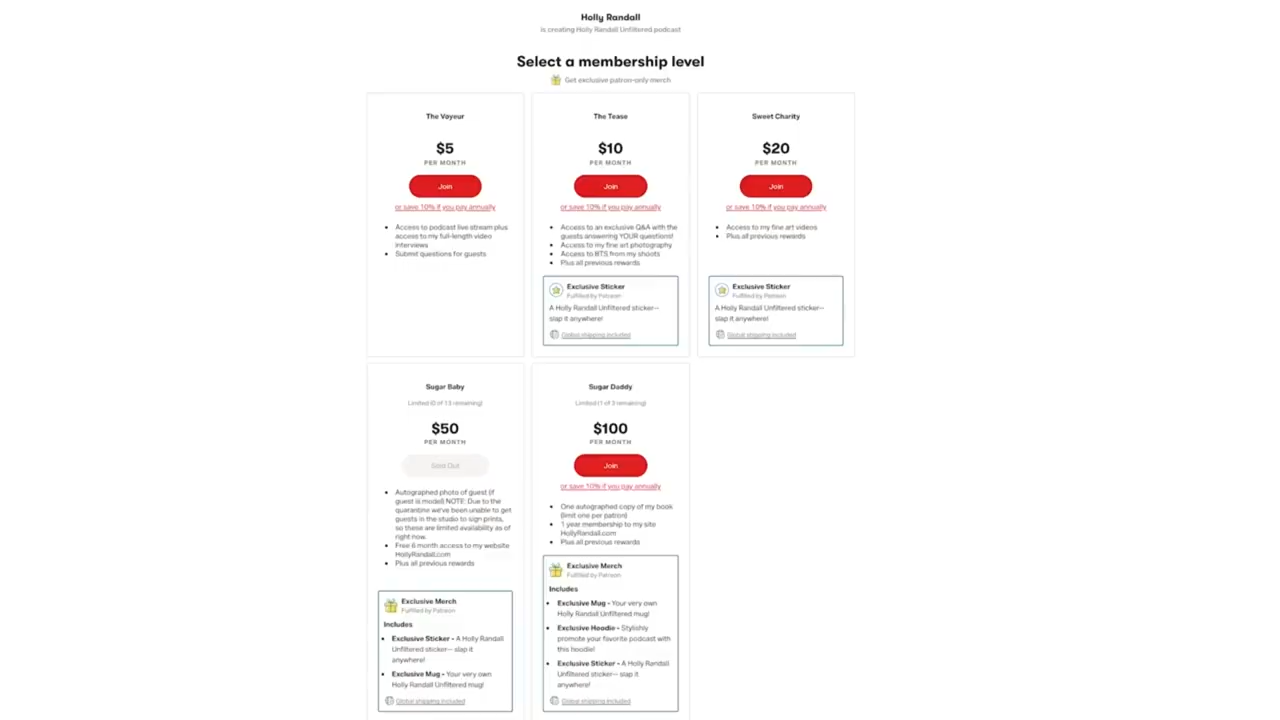 Holly Randall
is creating Holly Randall Unfiltered podcast
Select a membership level
Get exclusive patron-only merch
The Voyeur
$5
PER MONTH
Join
or save 10% if you pay annually
Access to podcast live stream plus
access to my full-length video
interviews
Submit questions for guests
The Tease
$10
PER MONTH
Join
or save 10% if you pay annually
Access to an exclusive Q&A with the
guests answering YOUR questions!
Access to my fine art photography
Access to BTS from my shoots
Plus all previous rewards
Exclusive Sticker
Fulfilled by Patreon
A Holly Randall Unfiltered sticker--
slap it anywhere!
Global shipping included
Sweet Charity
$20
PER MONTH
Join
or save 10% if you pay annually
Access to my fine art videos
Plus all previous rewards
Exclusive Sticker
Fulfilled by Patreon
A Holly Randall Unfiltered sticker--
slap it anywhere!
Global shipping included
Sugar Baby
Limited (0 of 13 remaining)
$50
PER MONTH
Sold Out
Autographed photo of guest (if
guest is model) NOTE: Due to the
quarantine we've been unable to get
guests in the studio to sign prints,
so these are limited availability as of
right now.
Free 6 month access to my website
HollyRandall.com
Plus all previous rewards
Exclusive Merch
Fulfilled by Patreon
Includes
Exclusive Sticker - A Holly Randall
Unfiltered sticker-- slap it
anywhere!
Exclusive Mug - Your very own
Holly Randall Unfiltered mug!
Global shipping included
Sugar Daddy
Limited (1 of 3 remaining)
$100
PER MONTH
Join
or save 10% if you pay annually
One autographed copy of my book
(limit one per patron)
1 year membership to my site
HollyRandall.com
Plus all previous rewards
Exclusive Merch
Fulfilled by Patreon
Includes
Exclusive Mug - Your very own
Holly Randall Unfiltered mug!
Exclusive Hoodie - Stylishly
promote your favorite podcast with
this hoodie!
Exclusive Sticker - A Holly Randall
Unfiltered sticker-- slap it
anywhere!
Global shipping included